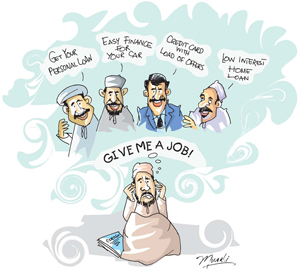 GET YOUR
PERSONAL LOAN
EASY FINANCE
FOR
YOUR CAR
CREDIT CARD
WITH
LOAD OF OFFERS
LOW INTEREST
HOME
LOAN
GIVE ME A JOB!